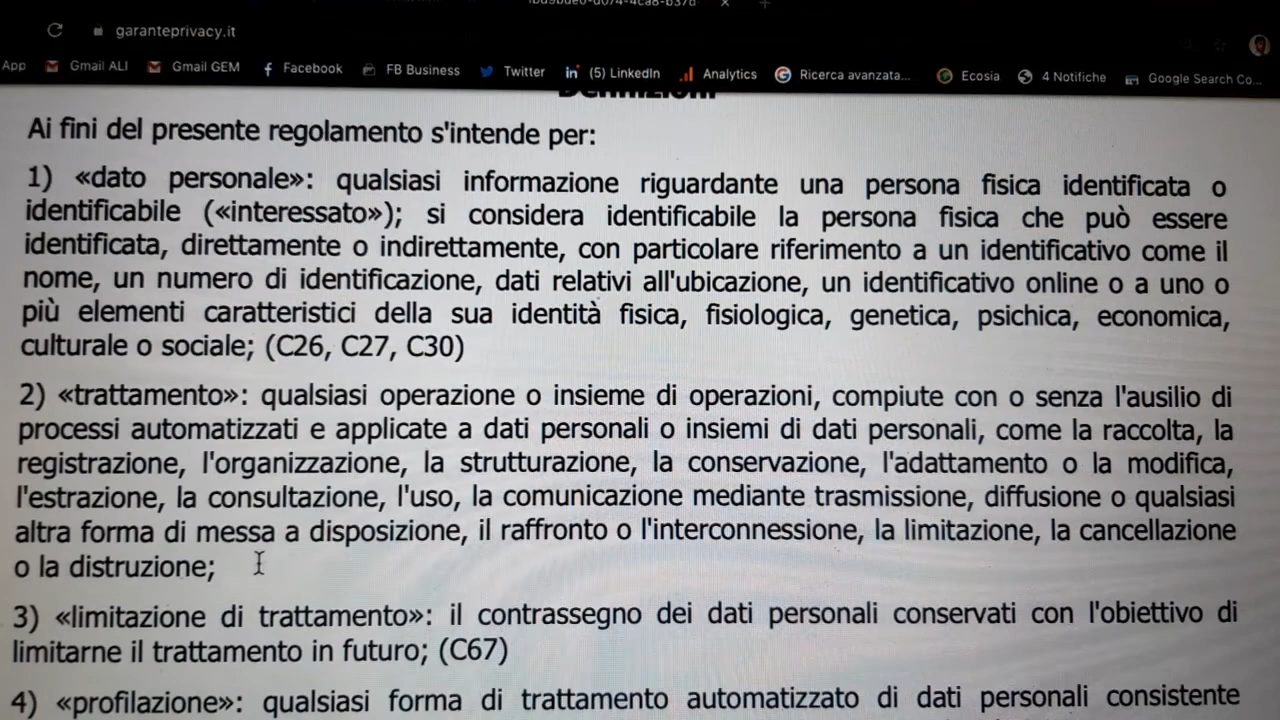 garanteprivacy.it
App Gmail ALI Gmail GEM Facebook FB Business Twitter (5) LinkedIn Analytics Ricerca avanzata... Ecosia 4 Notifiche Google Search Co...
Definizioni
Ai fini del presente regolamento s'intende per:
1) «dato personale»: qualsiasi informazione riguardante una persona fisica identificata o
identificabile («interessato»); si considera identificabile la persona fisica che può essere
identificata, direttamente o indirettamente, con particolare riferimento a un identificativo come il
nome, un numero di identificazione, dati relativi all'ubicazione, un identificativo online o a uno o
più elementi caratteristici della sua identità fisica, fisiologica, genetica, psichica, economica,
culturale o sociale; (C26, C27, C30)
2) «trattamento»: qualsiasi operazione o insieme di operazioni, compiute con o senza l'ausilio di
processi automatizzati e applicate a dati personali o insiemi di dati personali, come la raccolta, la
registrazione, l'organizzazione, la strutturazione, la conservazione, l'adattamento o la modifica,
l'estrazione, la consultazione, l'uso, la comunicazione mediante trasmissione, diffusione o qualsiasi
altra forma di messa a disposizione, il raffronto o l'interconnessione, la limitazione, la cancellazione
o la distruzione;
3) «limitazione di trattamento»: il contrassegno dei dati personali conservati con l'obiettivo di
limitarne il trattamento in futuro; (C67)
4) «profilazione»: qualsiasi forma di trattamento automatizzato di dati personali consistente